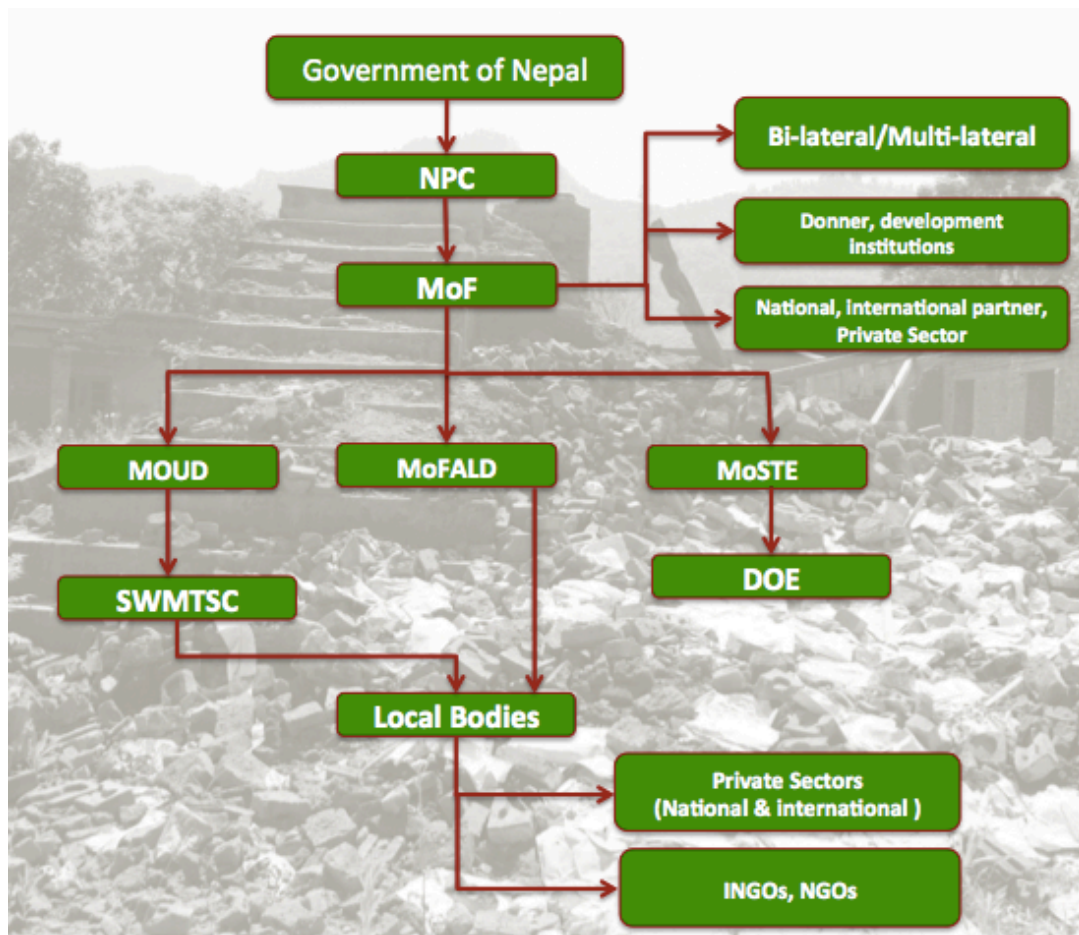 Government of Nepal
NPC
Bi-lateral/Multi-lateral
Donner, development
institutions
MoF
National, international partner,
Private Sector
MOUD
MoFALD
MoSTE
SWMTSC
DOE
Local Bodies
Private Sectors
(National & international )
INGOs, NGOs